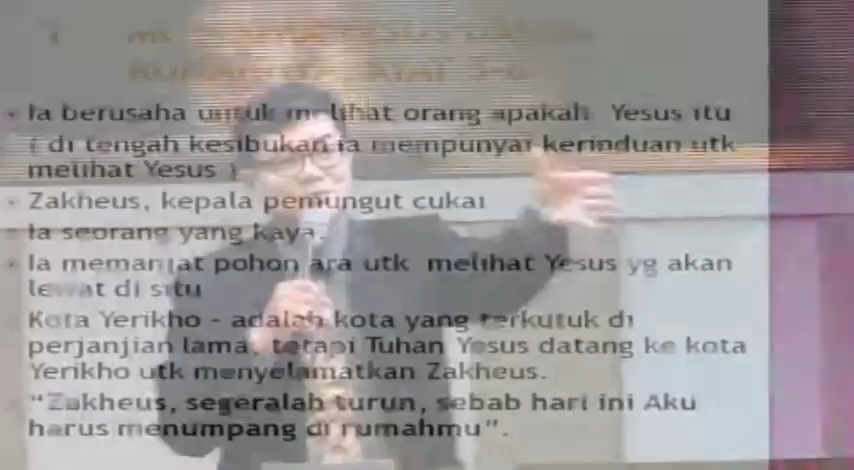 • Ia berusaha untuk melihat orang apakah Yesus itu
( di tengah kesibukan ia mempunyai kerinduan utk
melihat Yesus )
• Zakheus, kepala pemungut cukai
• Ia seorang yang kaya.
• Ia memanjat pohon ara utk melihat Yesus yg akan
lewat di situ
• Kota Yerikho - adalah kota yang terkutuk di
perjanjian lama, tetapi Tuhan Yesus datang ke kota
Yerikho utk menyelamatkan Zakheus.
• “Zakheus, segeralah turun, sebab hari ini Aku
harus menumpang di rumahmu”.